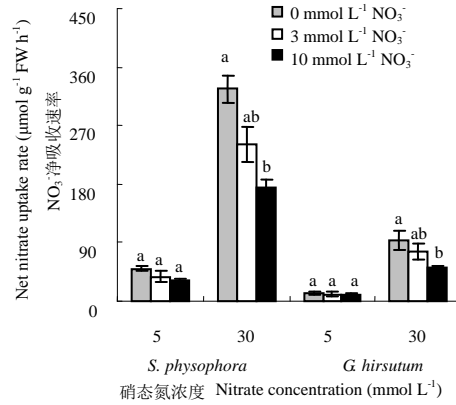 450
360
270
180
90
0
Net nitrate uptake rate (μmol g⁻¹ FW h⁻¹)
NO₃⁻净吸收速率
0 mmol L⁻¹ NO₃⁻
3 mmol L⁻¹ NO₃⁻
10 mmol L⁻¹ NO₃⁻
a a a
a ab b
a a a
a ab b
5 30 5 30
S. physophora G. hirsutum
硝态氮浓度 Nitrate concentration (mmol L⁻¹)